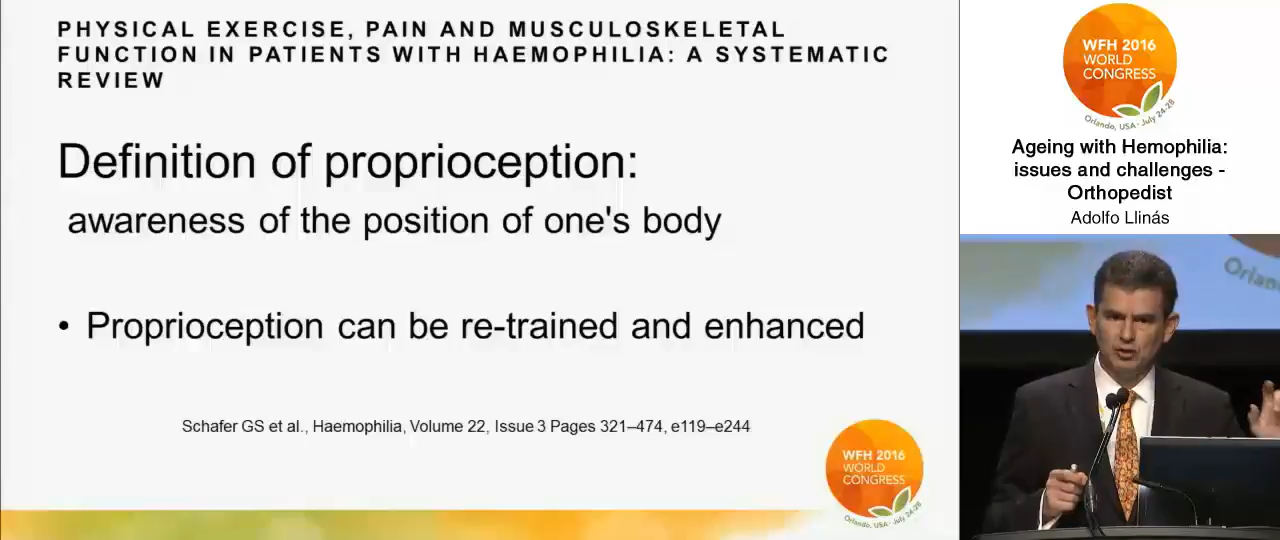 PHYSICAL EXERCISE, PAIN AND MUSCULOSKELETAL
FUNCTION IN PATIENTS WITH HAEMOPHILIA: A SYSTEMATIC
REVIEW
Definition of proprioception:
awareness of the position of one's body
• Proprioception can be re-trained and enhanced
Schafer GS et al., Haemophilia, Volume 22, Issue 3 Pages 321–474, e119–e244
WFH 2016
WORLD
CONGRESS
Orlando, USA · July 24-28
WFH 2016
WORLD
CONGRESS
Orlando, USA · July 24-28
Ageing with Hemophilia:
issues and challenges -
Orthopedist
Adolfo Llinás
Orlan